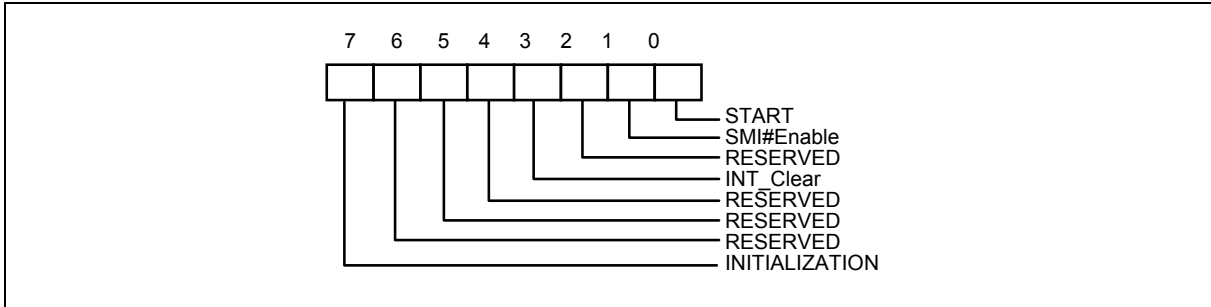 7 6 5 4 3 2 1 0
START
SMI#Enable
RESERVED
INT_Clear
RESERVED
RESERVED
RESERVED
INITIALIZATION